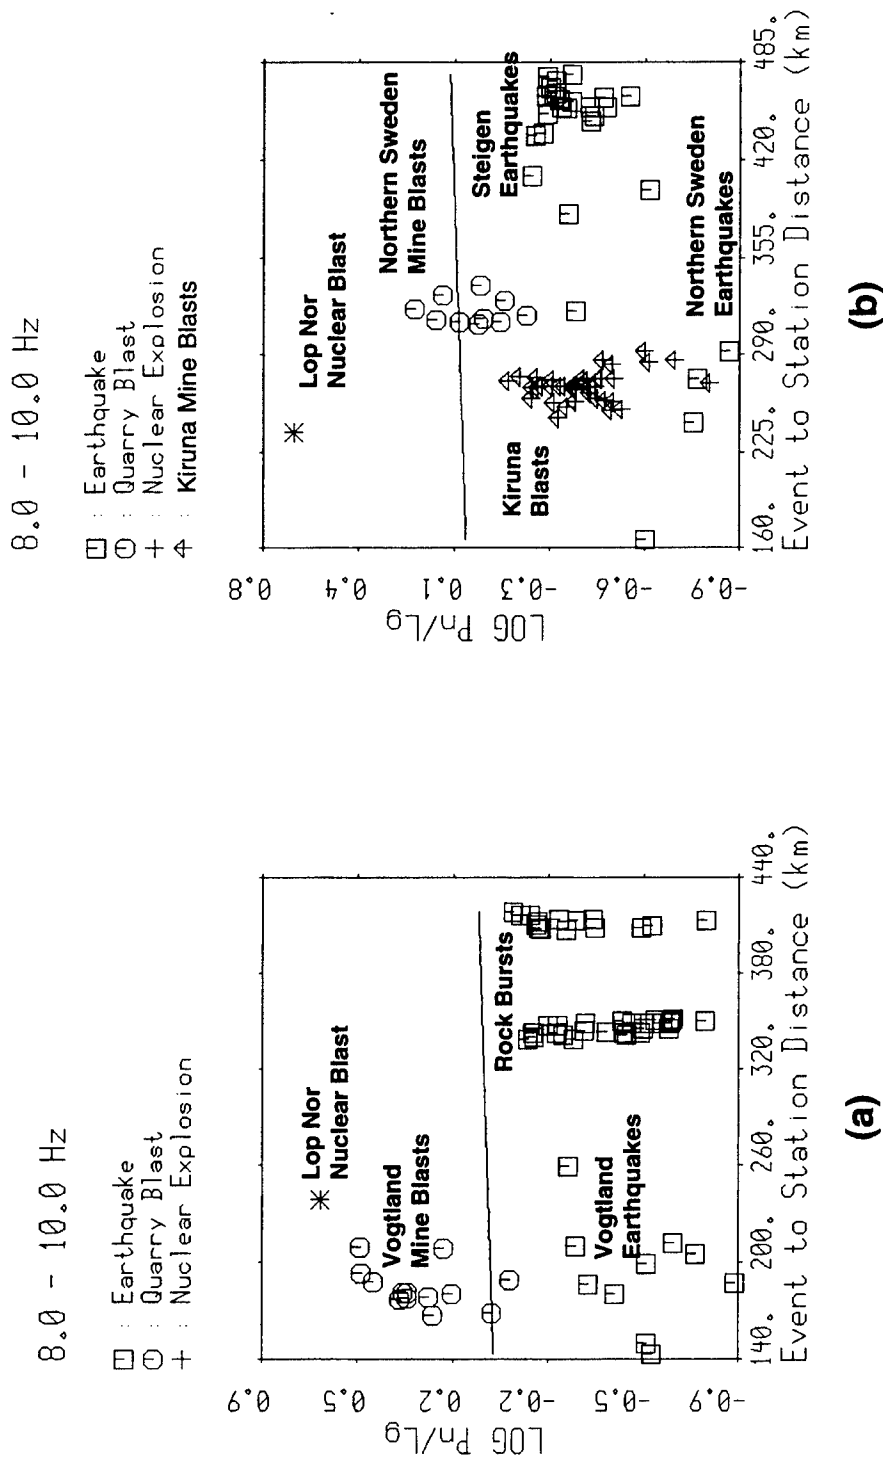 8.0 - 10.0 Hz
: Earthquake
: Quarry Blast
: Nuclear Explosion
0.9
0.5
0.2
-0.2
-0.5
-0.9
LOG Pn/Lg
Lop Nor
Nuclear Blast
Vogtland
Mine Blasts
Rock Bursts
Vogtland
Earthquakes
140. 200. 260. 320. 380. 440.
Event to Station Distance (km)
(a)
8.0 - 10.0 Hz
: Earthquake
: Quarry Blast
: Nuclear Explosion
: Kiruna Mine Blasts
0.8
0.4
0.1
-0.3
-0.6
-0.9
LOG Pn/Lg
Lop Nor
Nuclear Blast
Northern Sweden
Mine Blasts
Kiruna
Blasts
Steigen
Earthquakes
Northern Sweden
Earthquakes
160. 225. 290. 355. 420. 485.
Event to Station Distance (km)
(b)